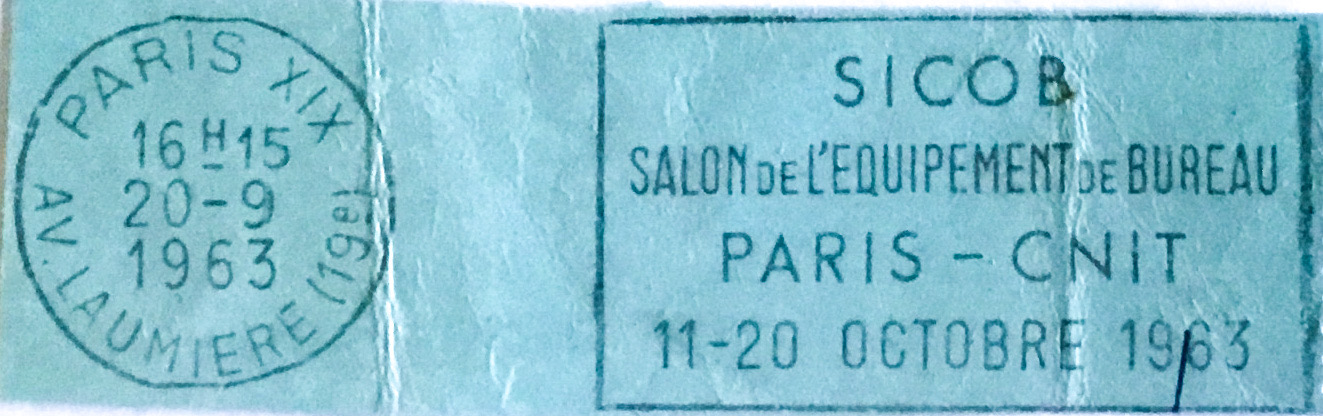 PARIS XIX
16H15
20-9
1963
AV. LAUMIERE (19e)
SICOB
SALON DE L'EQUIPEMENT DE BUREAU
PARIS - CNIT
11-20 OCTOBRE 1963